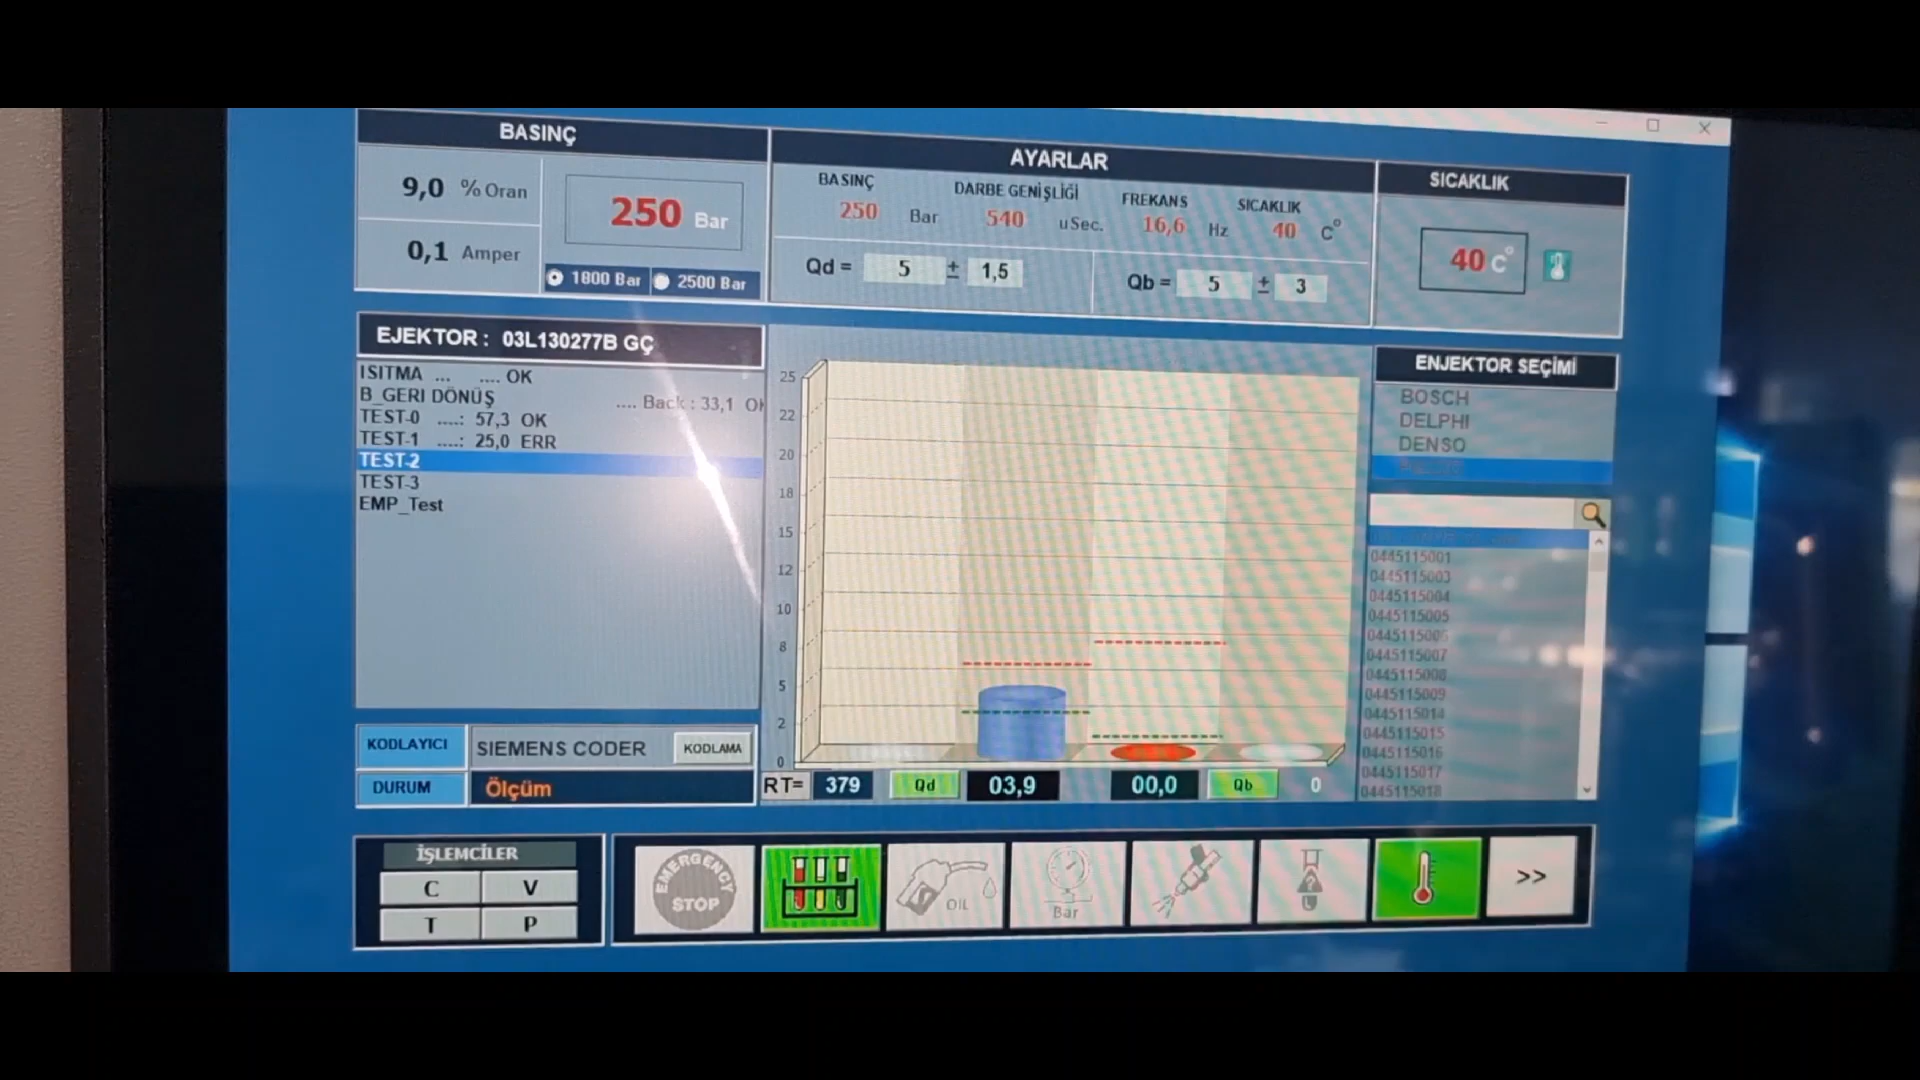 BASINÇ
9,0 % Oran
250 Bar
0,1 Amper
1800 Bar 2500 Bar
AYARLAR
BASINÇ DARBE GENİŞLİĞİ FREKANS SICAKLIK
250 Bar 540 uSec. 16,6 Hz 40 C°
Qd = 5 ± 1,5 Qb = 5 ± 3
SICAKLIK
40 C°
EJEKTOR : 03L130277B GÇ
ISITMA ... .... OK
B_GERI DÖNÜŞ .... Back : 33,1
TEST-0 ....: 57,3 OK
TEST-1 ....: 25,0 ERR
TEST-2
TEST-3
EMP_Test
25
22
20
18
15
12
10
8
5
2
0
ENJEKTOR SEÇİMİ
BOSCH
DELPHI
DENSO
0445115001
0445115003
0445115004
0445115005
0445115006
0445115007
0445115008
0445115009
0445115014
0445115015
0445115016
0445115017
0445115018
KODLAYICI SIEMENS CODER KODLAMA
DURUM Ölçüm
RT= 379 Qd 03,9 00,0 Qb 0
İŞLEMCİLER
C V
T P
EMERGENCY STOP
OIL
Bar
?
>>